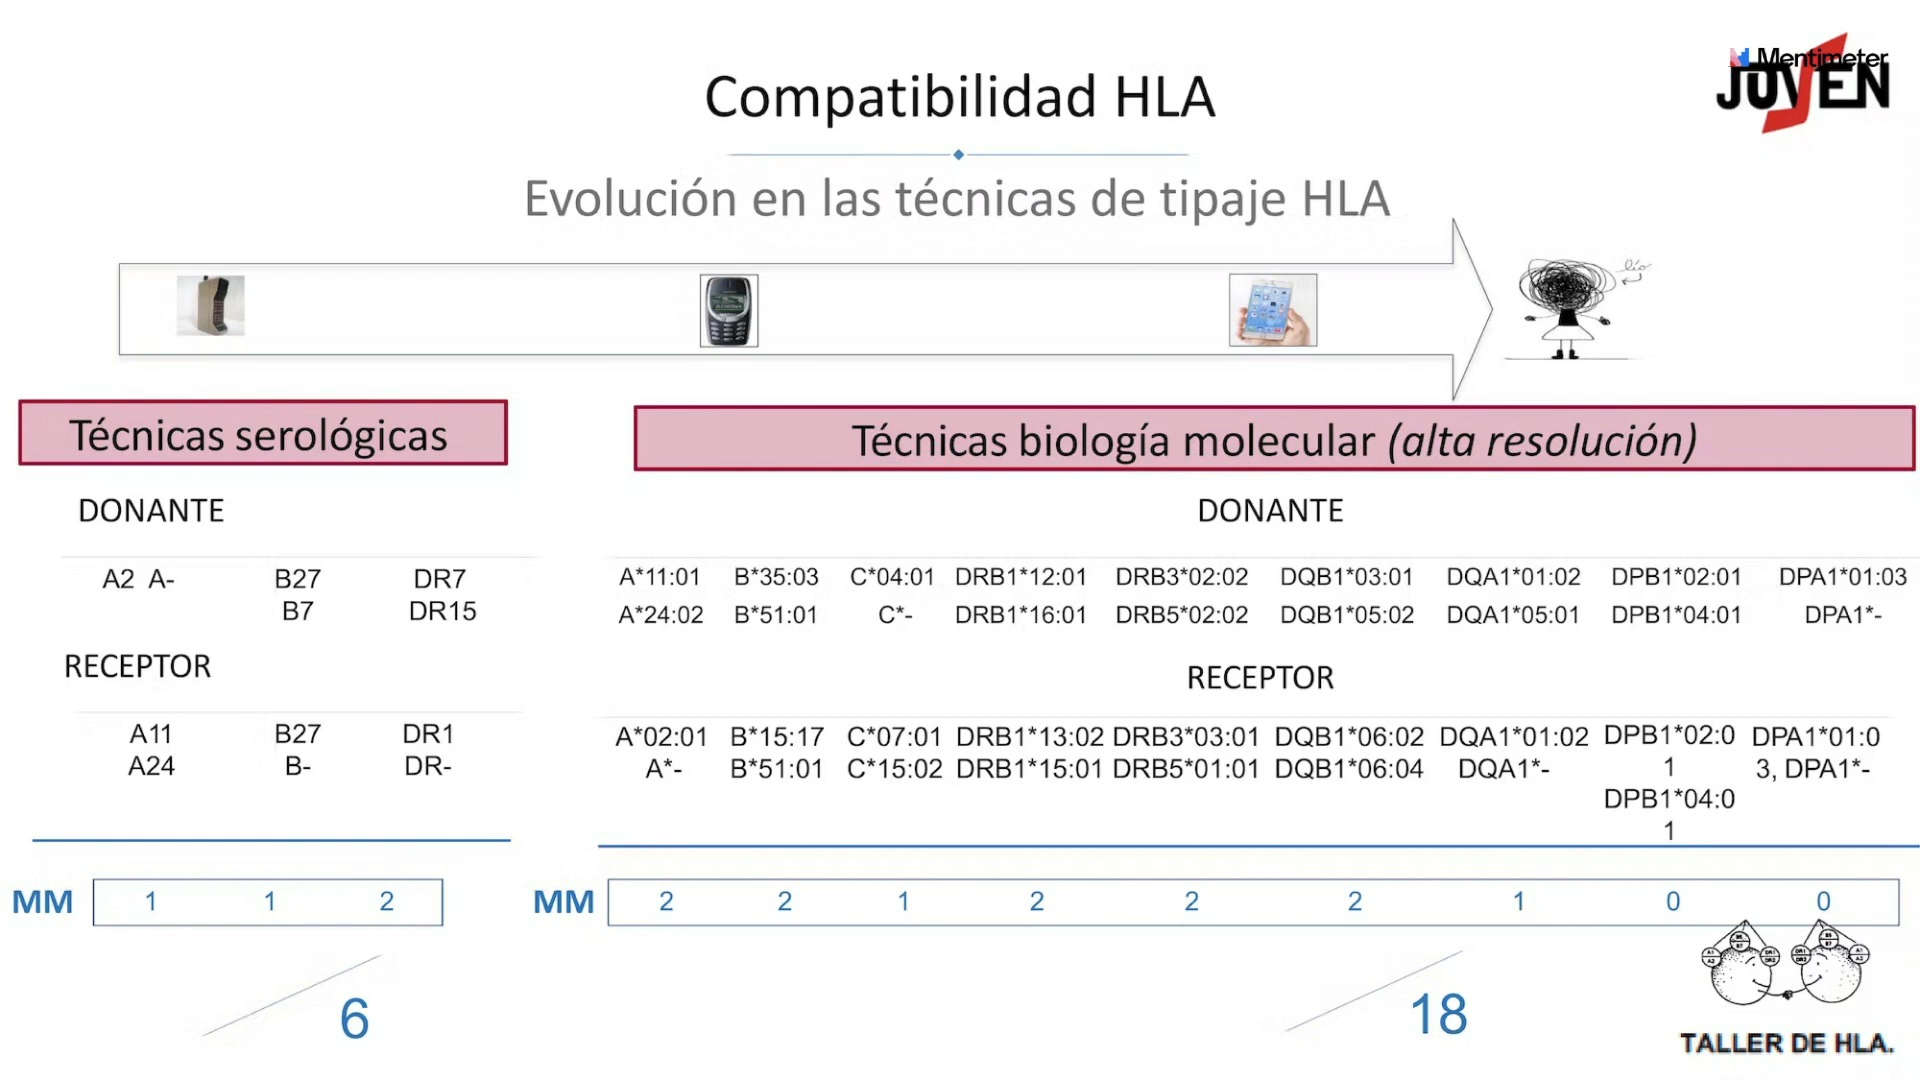 Mentimeter
JOVEN
Compatibilidad HLA
Evolución en las técnicas de tipaje HLA
lío
Técnicas serológicas
DONANTE
A2 A- B27 DR7
B7 DR15
RECEPTOR
A11 B27 DR1
A24 B- DR-
MM 1 1 2
6
Técnicas biología molecular (alta resolución)
DONANTE
A*11:01 B*35:03 C*04:01 DRB1*12:01 DRB3*02:02 DQB1*03:01 DQA1*01:02 DPB1*02:01 DPA1*01:03
A*24:02 B*51:01 C*- DRB1*16:01 DRB5*02:02 DQB1*05:02 DQA1*05:01 DPB1*04:01 DPA1*-
RECEPTOR
A*02:01 B*15:17 C*07:01 DRB1*13:02 DRB3*03:01 DQB1*06:02 DQA1*01:02 DPB1*02:0 DPA1*01:0
A*- B*51:01 C*15:02 DRB1*15:01 DRB5*01:01 DQB1*06:04 DQA1*- 1 3, DPA1*-
DPB1*04:0
1
MM 2 2 1 2 2 2 1 0 0
18
TALLER DE HLA.